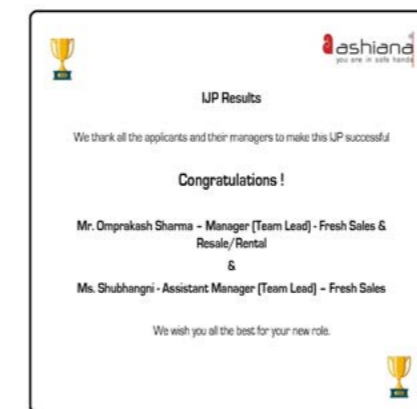 aashiana
you are in safe hands
IJP Results
We thank all the applicants and their managers to make this IJP successful
Congratulations !
Mr. Omprakash Sharma – Manager (Team Lead) - Fresh Sales &
Resale/Rental
&
Ms. Shubhangni - Assistant Manager (Team Lead) – Fresh Sales
We wish you all the best for your new role.